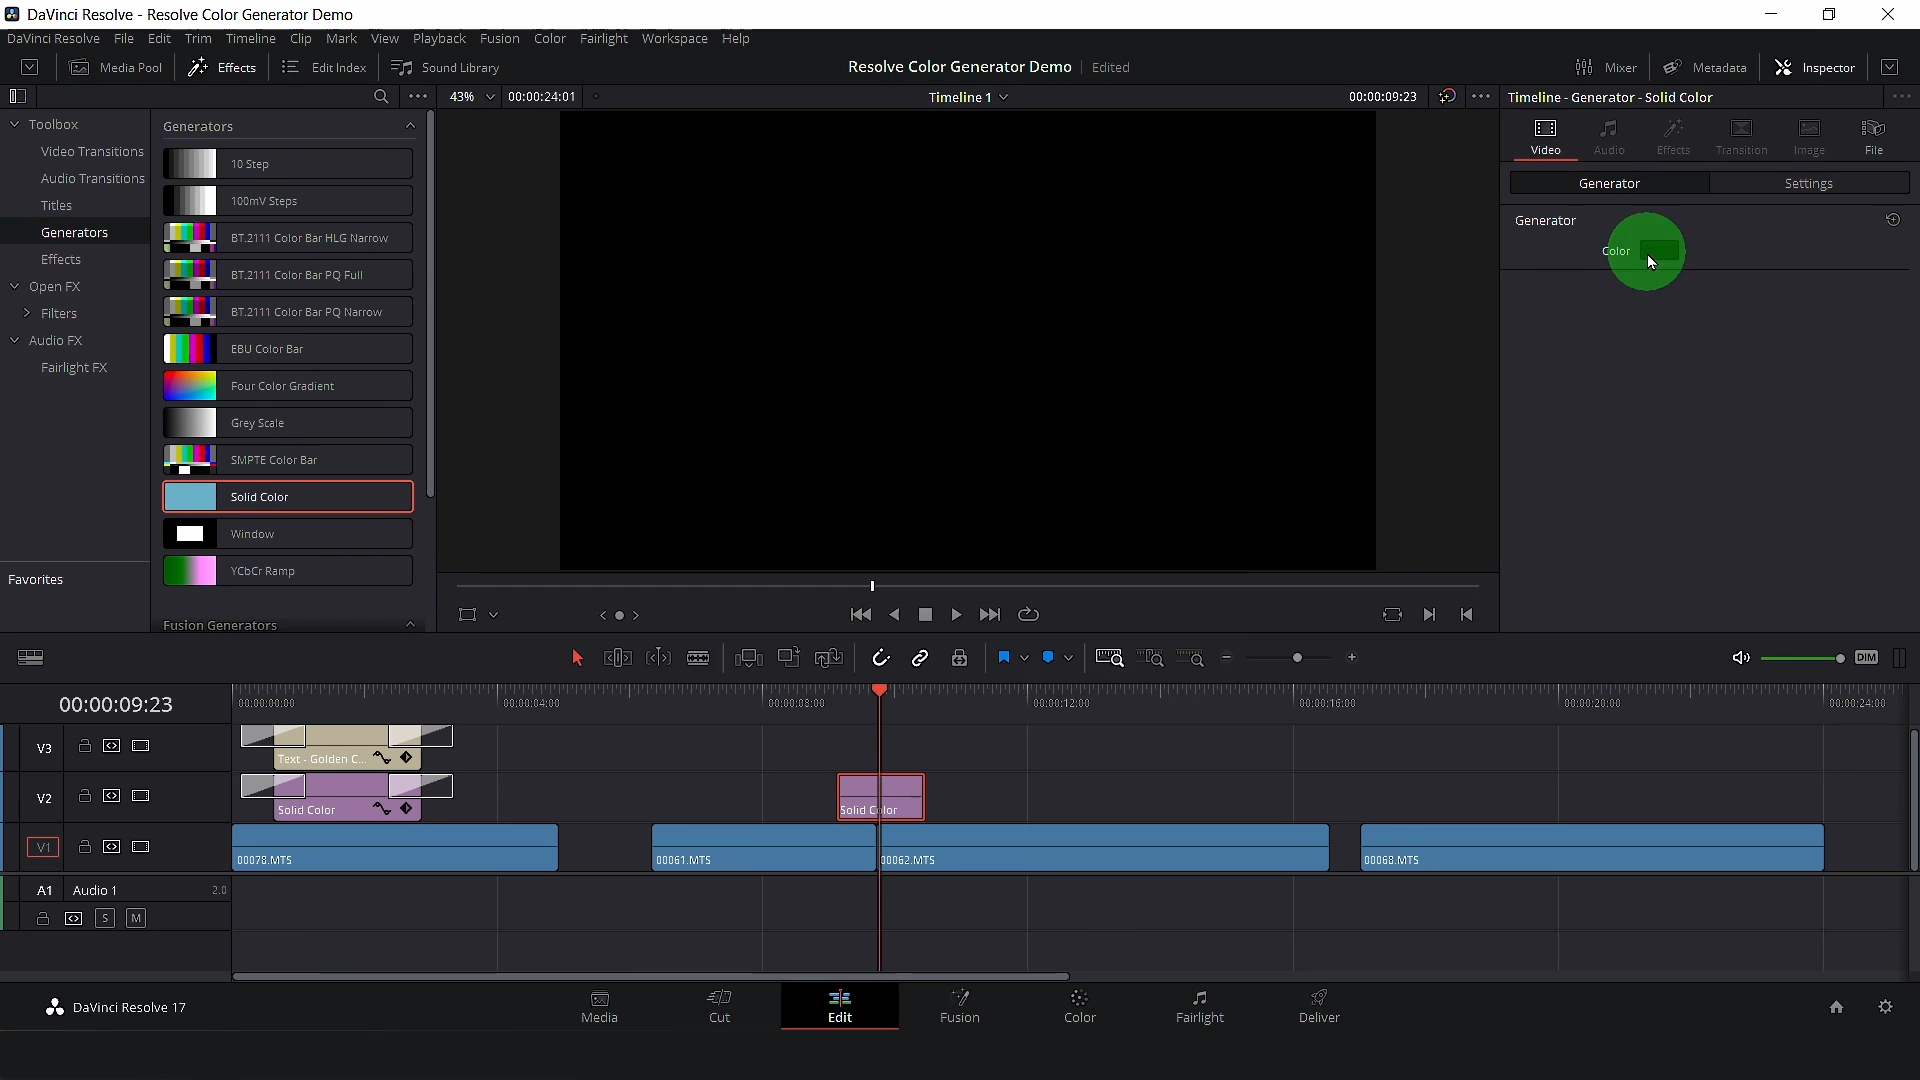 DaVinci Resolve - Resolve Color Generator Demo
DaVinci Resolve File Edit Trim Timeline Clip Mark View Playback Fusion Color Fairlight Workspace Help
Media Pool Effects Edit Index Sound Library Resolve Color Generator Demo Edited Mixer Metadata Inspector
43% 00:00:24:01 Timeline 1 00:00:09:23 Timeline - Generator - Solid Color
Toolbox
Video Transitions
Audio Transitions
Titles
Generators
Effects
Open FX
Filters
Audio FX
Fairlight FX
Favorites
Generators
10 Step
100mV Steps
BT.2111 Color Bar HLG Narrow
BT.2111 Color Bar PQ Full
BT.2111 Color Bar PQ Narrow
EBU Color Bar
Four Color Gradient
Grey Scale
SMPTE Color Bar
Solid Color
Window
YCbCr Ramp
Fusion Generators
Video Audio Effects Transition Image File
Generator Settings
Generator
Color
DIM
00:00:09:23
00:00:00:00 00:00:04:00 00:00:08:00 00:00:12:00 00:00:16:00 00:00:20:00 00:00:24:00
V3
Text - Golden C...
V2
Solid Color Solid Color
V1
00078.MTS 00061.MTS 00062.MTS 00068.MTS
A1 Audio 1 2.0
S M
DaVinci Resolve 17
Media Cut Edit Fusion Color Fairlight Deliver